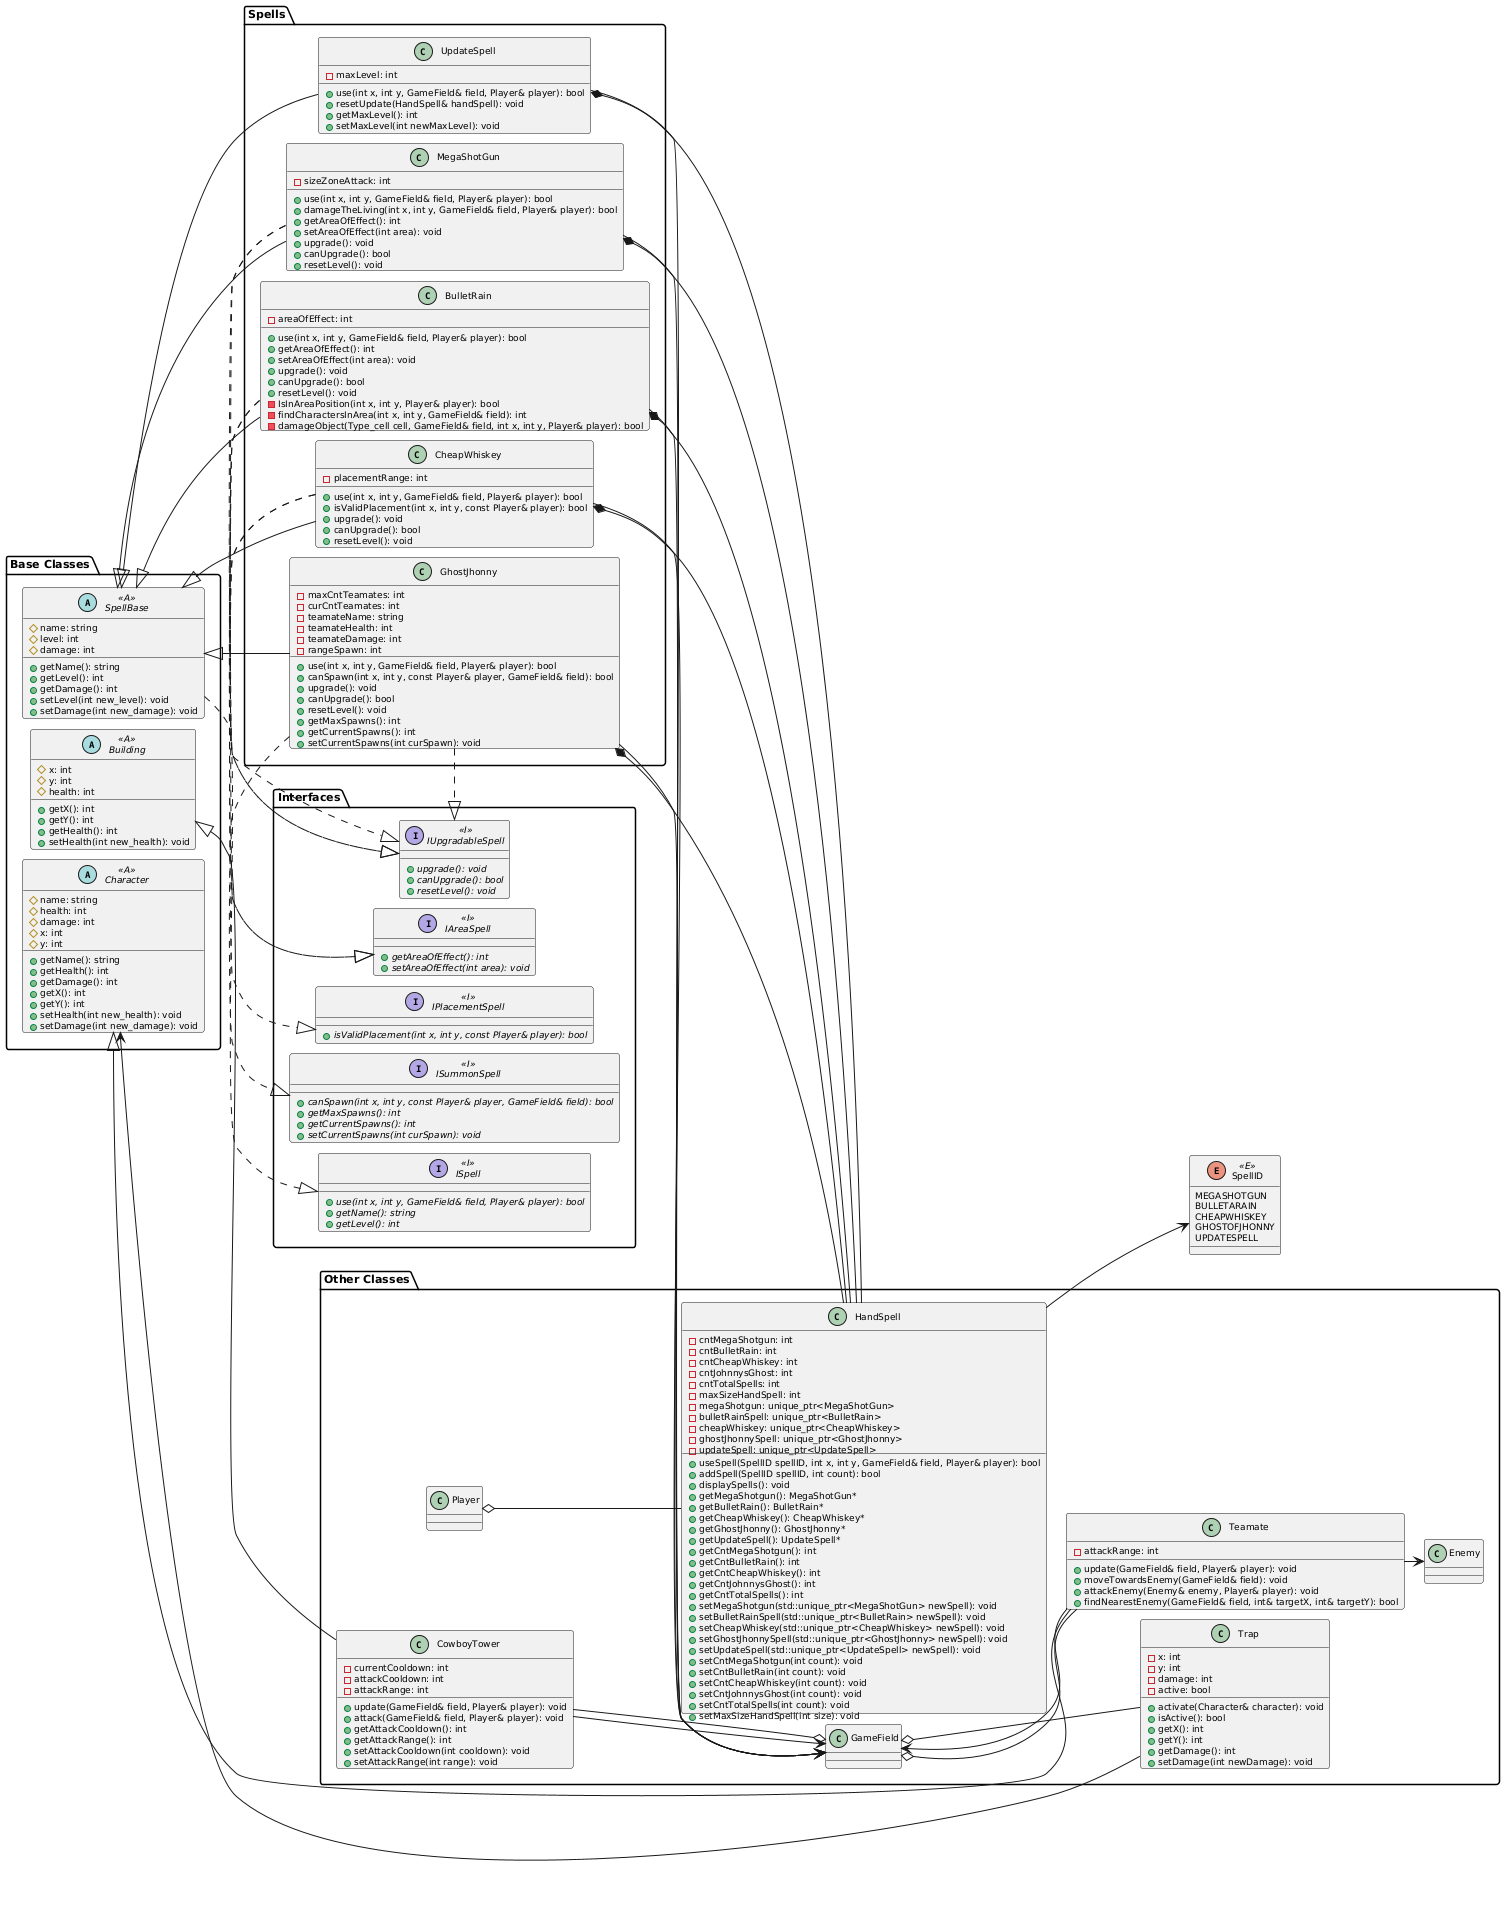 Spells
C UpdateSpell
maxLevel: int
use(int x, int y, GameField& field, Player& player): bool
resetUpdate(HandSpell& handSpell): void
getMaxLevel(): int
setMaxLevel(int newMaxLevel): void
C MegaShotGun
sizeZoneAttack: int
use(int x, int y, GameField& field, Player& player): bool
damageTheLiving(int x, int y, GameField& field, Player& player): bool
getAreaOfEffect(): int
setAreaOfEffect(int area): void
upgrade(): void
canUpgrade(): bool
resetLevel(): void
C BulletRain
areaOfEffect: int
use(int x, int y, GameField& field, Player& player): bool
getAreaOfEffect(): int
setAreaOfEffect(int area): void
upgrade(): void
canUpgrade(): bool
resetLevel(): void
IsInAreaPosition(int x, int y, Player& player): bool
findCharactersInArea(int x, int y, GameField& field): int
damageObject(Type_cell cell, GameField& field, int x, int y, Player& player): bool
C CheapWhiskey
placementRange: int
use(int x, int y, GameField& field, Player& player): bool
isValidPlacement(int x, int y, const Player& player): bool
upgrade(): void
canUpgrade(): bool
resetLevel(): void
C GhostJhonny
maxCntTeamates: int
curCntTeamates: int
teamateName: string
teamateHealth: int
teamateDamage: int
rangeSpawn: int
use(int x, int y, GameField& field, Player& player): bool
canSpawn(int x, int y, const Player& player, GameField& field): bool
upgrade(): void
canUpgrade(): bool
resetLevel(): void
getMaxSpawns(): int
getCurrentSpawns(): int
setCurrentSpawns(int curSpawn): void
Base Classes
A «A»
SpellBase
name: string
level: int
damage: int
getName(): string
getLevel(): int
getDamage(): int
setLevel(int new_level): void
setDamage(int new_damage): void
A «A»
Building
x: int
y: int
health: int
getX(): int
getY(): int
getHealth(): int
setHealth(int new_health): void
A «A»
Character
name: string
health: int
damage: int
x: int
y: int
getName(): string
getHealth(): int
getDamage(): int
getX(): int
getY(): int
setHealth(int new_health): void
setDamage(int new_damage): void
Interfaces
I «I»
IUpgradableSpell
upgrade(): void
canUpgrade(): bool
resetLevel(): void
I «I»
IAreaSpell
getAreaOfEffect(): int
setAreaOfEffect(int area): void
I «I»
IPlacementSpell
isValidPlacement(int x, int y, const Player& player): bool
I «I»
ISummonSpell
canSpawn(int x, int y, const Player& player, GameField& field): bool
getMaxSpawns(): int
getCurrentSpawns(): int
setCurrentSpawns(int curSpawn): void
I «I»
ISpell
use(int x, int y, GameField& field, Player& player): bool
getName(): string
getLevel(): int
E «E»
SpellID
MEGASHOTGUN
BULLETARAIN
CHEAPWHISKEY
GHOSTOFJHONNY
UPDATESPELL
Other Classes
C HandSpell
cntMegaShotgun: int
cntBulletRain: int
cntCheapWhiskey: int
cntJohnnysGhost: int
cntTotalSpells: int
maxSizeHandSpell: int
megaShotgun: unique_ptr<MegaShotGun>
bulletRainSpell: unique_ptr<BulletRain>
cheapWhiskey: unique_ptr<CheapWhiskey>
ghostJhonnySpell: unique_ptr<GhostJhonny>
updateSpell: unique_ptr<UpdateSpell>
useSpell(SpellID spellID, int x, int y, GameField& field, Player& player): bool
addSpell(SpellID spellID, int count): bool
displaySpells(): void
getMegaShotgun(): MegaShotGun*
getBulletRain(): BulletRain*
getCheapWhiskey(): CheapWhiskey*
getGhostJhonny(): GhostJhonny*
getUpdateSpell(): UpdateSpell*
getCntMegaShotgun(): int
getCntBulletRain(): int
getCntCheapWhiskey(): int
getCntJohnnysGhost(): int
getCntTotalSpells(): int
setMegaShotgun(std::unique_ptr<MegaShotGun> newSpell): void
setBulletRainSpell(std::unique_ptr<BulletRain> newSpell): void
setCheapWhiskey(std::unique_ptr<CheapWhiskey> newSpell): void
setGhostJhonnySpell(std::unique_ptr<GhostJhonny> newSpell): void
setUpdateSpell(std::unique_ptr<UpdateSpell> newSpell): void
setCntMegaShotgun(int count): void
setCntBulletRain(int count): void
setCntCheapWhiskey(int count): void
setCntJohnnysGhost(int count): void
setCntTotalSpells(int count): void
setMaxSizeHandSpell(int size): void
C Player
C Teamate
attackRange: int
update(GameField& field, Player& player): void
moveTowardsEnemy(GameField& field): void
attackEnemy(Enemy& enemy, Player& player): void
findNearestEnemy(GameField& field, int& targetX, int& targetY): bool
C Enemy
C CowboyTower
currentCooldown: int
attackCooldown: int
attackRange: int
update(GameField& field, Player& player): void
attack(GameField& field, Player& player): void
getAttackCooldown(): int
getAttackRange(): int
setAttackCooldown(int cooldown): void
setAttackRange(int range): void
C GameField
C Trap
x: int
y: int
damage: int
active: bool
activate(Character& character): void
isActive(): bool
getX(): int
getY(): int
getDamage(): int
setDamage(int newDamage): void